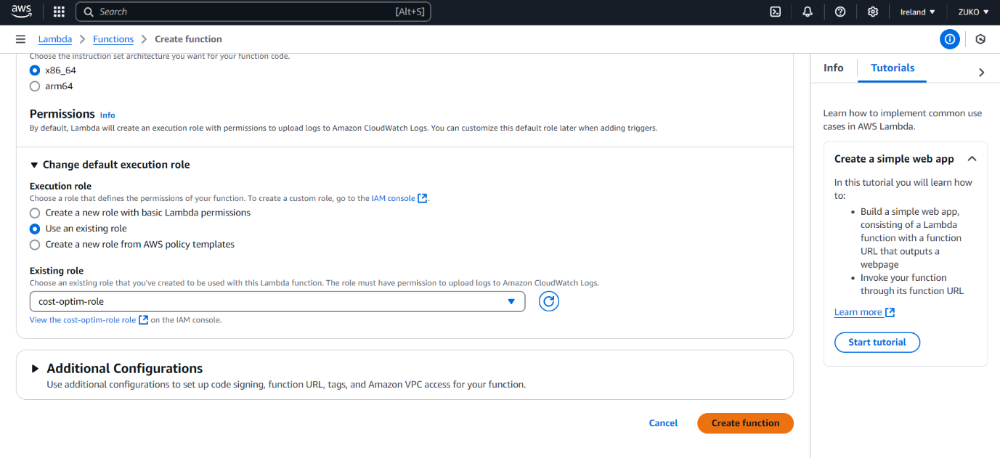 aws
Search
[Alt+S]
Ireland ▼
ZUKO ▼
Lambda > Functions > Create function
Choose the instruction set architecture you want for your function code.
x86_64
arm64
Permissions Info
By default, Lambda will create an execution role with permissions to upload logs to Amazon CloudWatch Logs. You can customize this default role later when adding triggers.
Change default execution role
Execution role
Choose a role that defines the permissions of your function. To create a custom role, go to the IAM console.
Create a new role with basic Lambda permissions
Use an existing role
Create a new role from AWS policy templates
Existing role
Choose an existing role that you've created to be used with this Lambda function. The role must have permission to upload logs to Amazon CloudWatch Logs.
cost-optim-role
View the cost-optim-role role on the IAM console.
Additional Configurations
Use additional configurations to set up code signing, function URL, tags, and Amazon VPC access for your function.
Cancel
Create function
Info
Tutorials
Learn how to implement common use
cases in AWS Lambda.
Create a simple web app
In this tutorial you will learn how
to:
• Build a simple web app,
consisting of a Lambda
function with a function
URL that outputs a
webpage
• Invoke your function
through its function URL
Learn more
Start tutorial